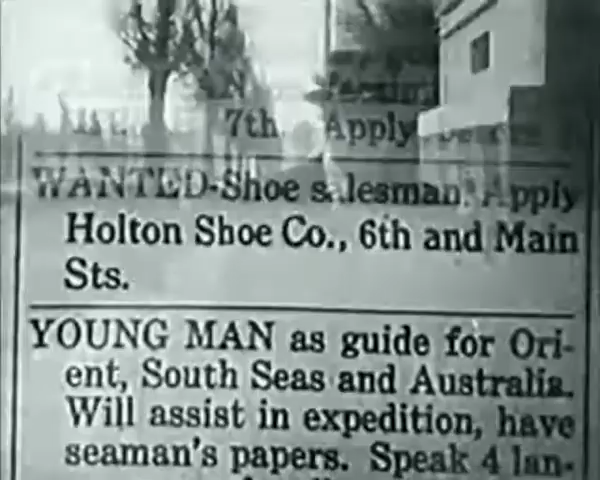 7th Apply
WANTED-Shoe salesman. Apply
Holton Shoe Co., 6th and Main
Sts.
YOUNG MAN as guide for Ori-
ent, South Seas and Australia.
Will assist in expedition, have
seaman's papers. Speak 4 lan-